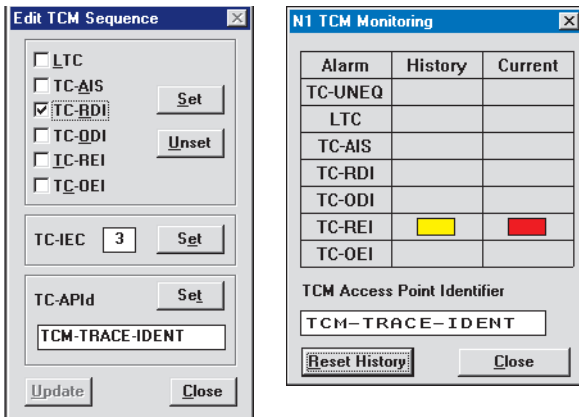 Edit TCM Sequence
LTC
TC-AIS
TC-RDI
TC-ODI
TC-REI
TC-OEI
Set
Unset
TC-IEC 3 Set
TC-APId Set
TCM-TRACE-IDENT
Update Close
N1 TCM Monitoring
Alarm History Current
TC-UNEQ
LTC
TC-AIS
TC-RDI
TC-ODI
TC-REI
TC-OEI
TCM Access Point Identifier
TCM-TRACE-IDENT
Reset History Close